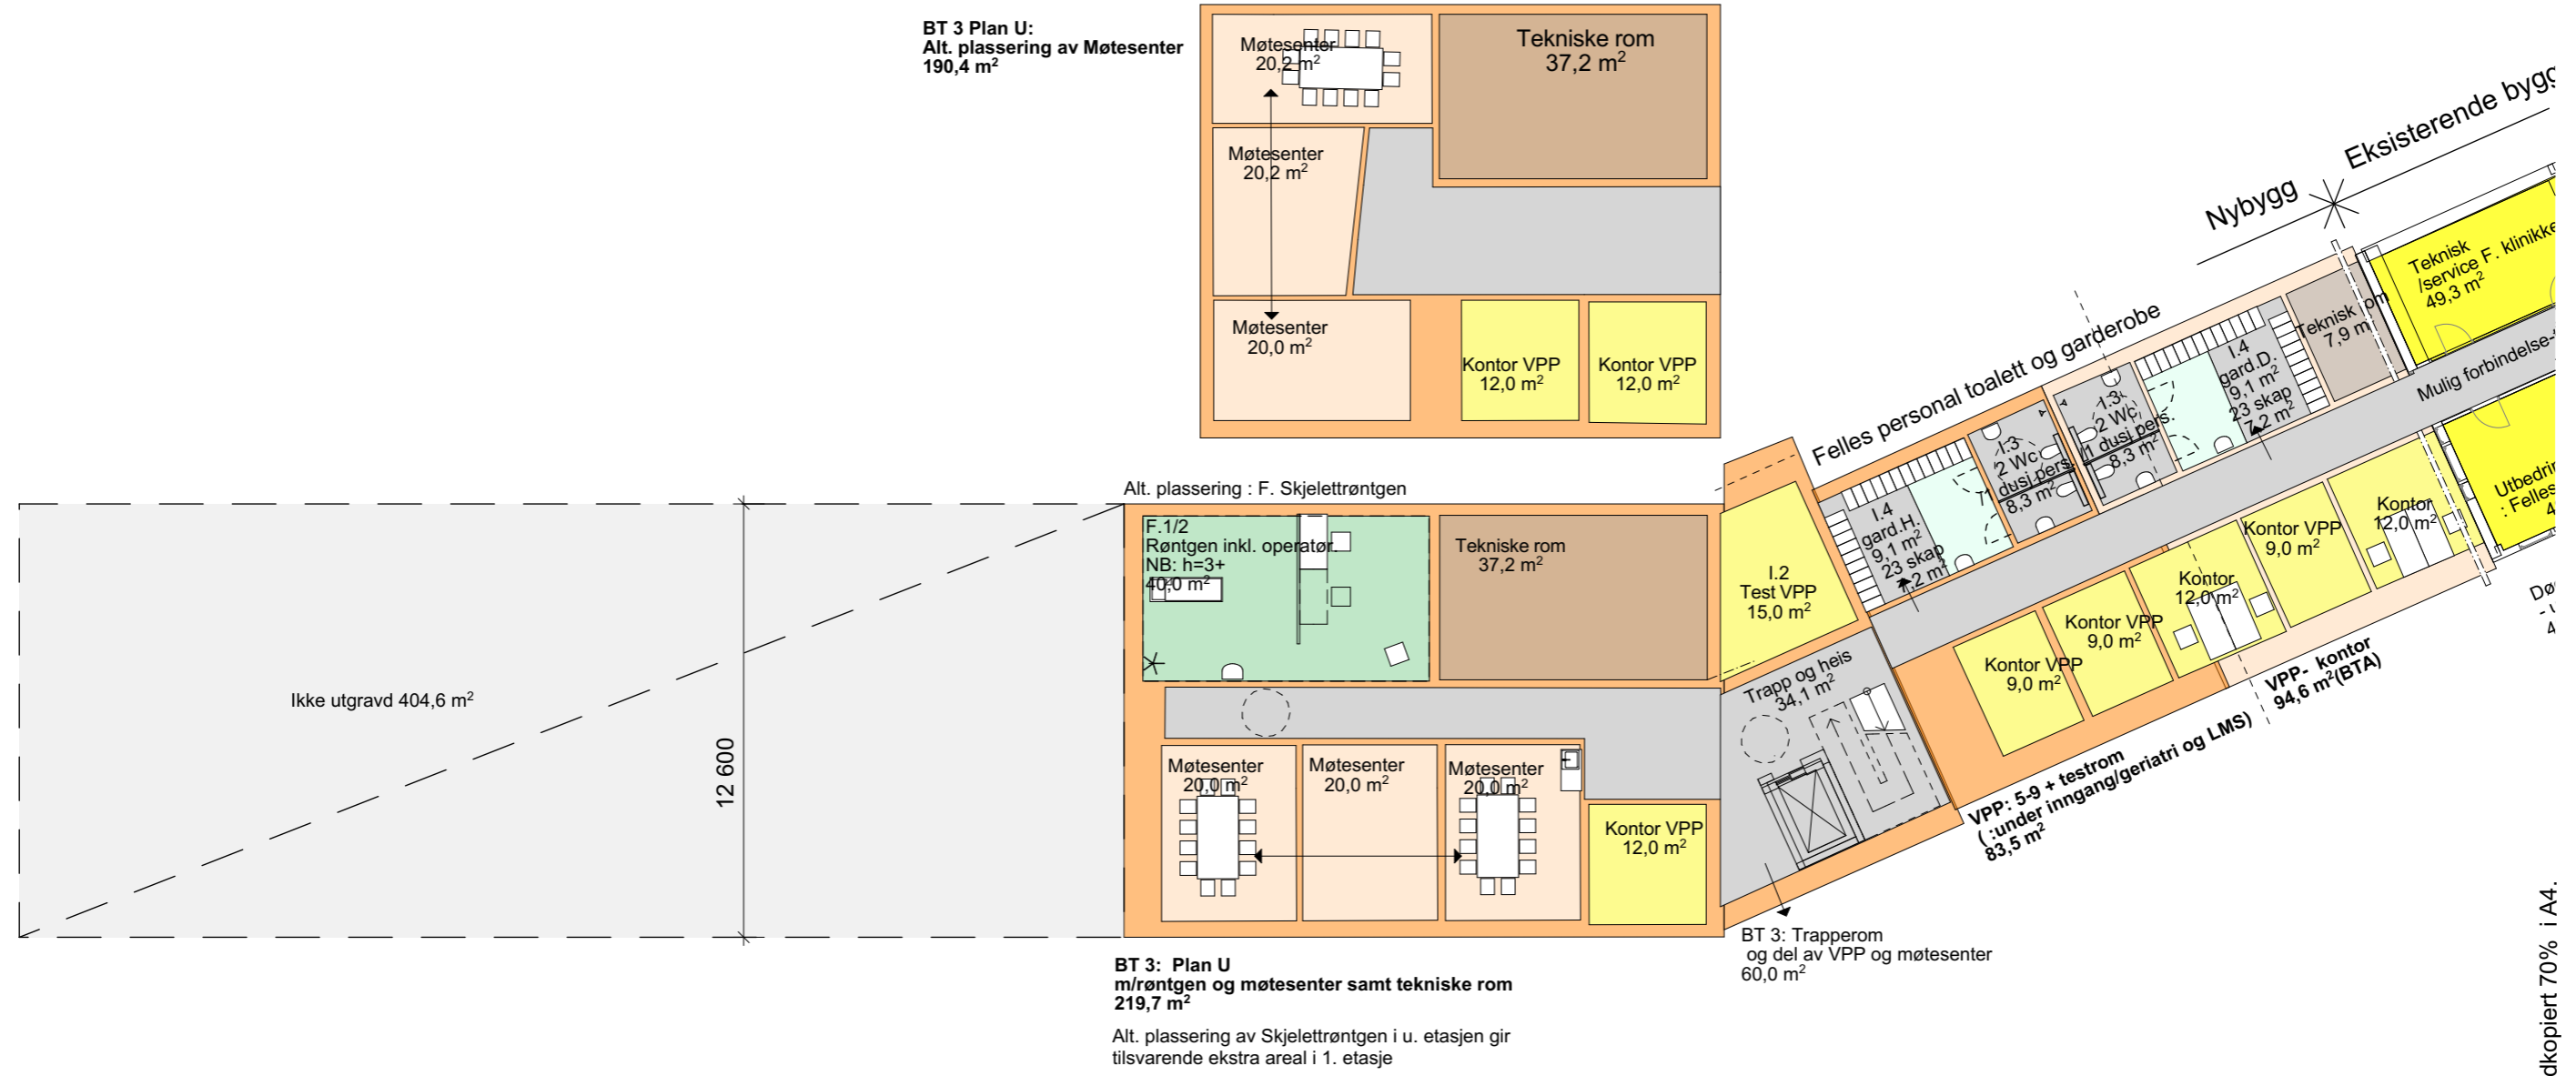 BT 3 Plan U:
Alt. plassering av Møtesenter
190,4 m²
Møtesenter
20,2 m²
Tekniske rom
37,2 m²
Møtesenter
20,2 m²
Møtesenter
20,0 m²
Kontor VPP
12,0 m²
Kontor VPP
12,0 m²
Nybygg
Eksisterende bygg
Teknisk
/service F. klinikke
49,3 m²
Felles personal toalett og garderobe
Teknisk rom
7,9 m
I.4
gard.D.
9,1 m²
23 skap
7,2 m²
I.3
2 Wc
/1 dusj pers.
8,3 m²
I.3
2 Wc
dusj pers.
8,3 m²
I.4
gard.H.
9,1 m²
23 skap
7,2 m²
Mulig forbindelse-
Utbedrin
: Felles
4
Alt. plassering : F. Skjelettrøntgen
F.1/2
Røntgen inkl. operatør.
NB: h=3+
40,0 m²
Tekniske rom
37,2 m²
I.2
Test VPP
15,0 m²
Kontor
12,0 m²
Kontor VPP
9,0 m²
Kontor
12,0 m²
Kontor VPP
9,0 m²
Kontor VPP
9,0 m²
Trapp og heis
34,1 m²
VPP- kontor
94,6 m²(BTA)
Ikke utgravd 404,6 m²
12 600
Møtesenter
20,0 m²
Møtesenter
20,0 m²
Møtesenter
20,0 m²
Kontor VPP
12,0 m²
VPP: 5-9 + testrom
( :under inngang/geriatri og LMS)
83,5 m²
BT 3: Trapperom
og del av VPP og møtesenter
60,0 m²
BT 3: Plan U
m/røntgen og møtesenter samt tekniske rom
219,7 m²
Alt. plassering av Skjelettrøntgen i u. etasjen gir
tilsvarende ekstra areal i 1. etasje
dkopiert 70% i A4.